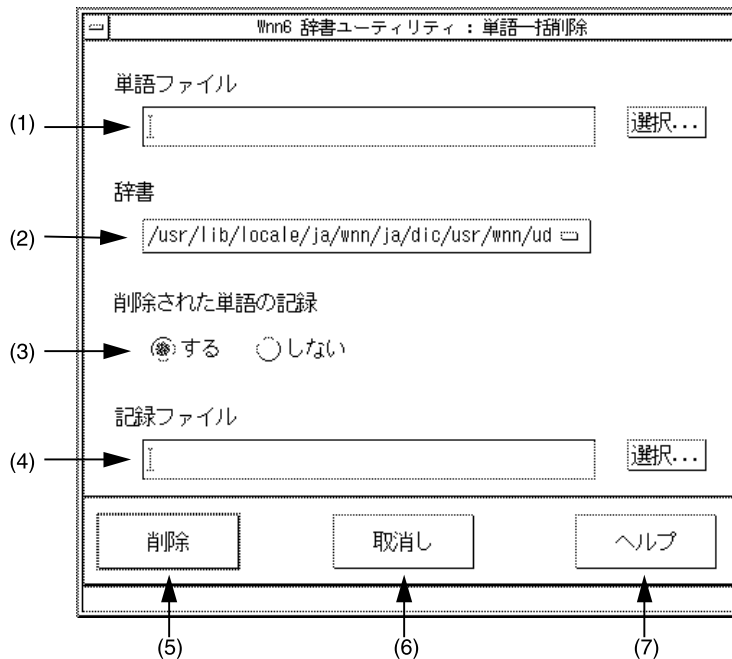 Wnn6 辞書ユーティリティ : 単語一括削除
単語ファイル
(1) 選択...
辞書
(2) /usr/lib/locale/ja/wnn/ja/dic/usr/wnn/ud
削除された単語の記録
(3) する しない
記録ファイル
(4) 選択...
削除 取消し ヘルプ
(5) (6) (7)